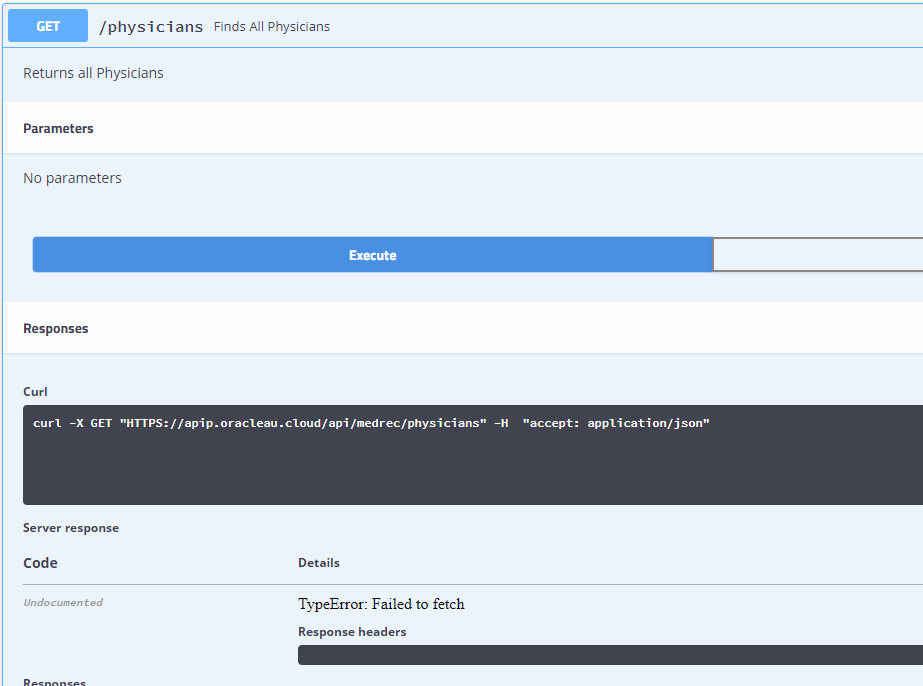 GET /physicians Finds All Physicians
Returns all Physicians
Parameters
No parameters
Execute
Responses
Curl
curl -X GET "HTTPS://apip.oracleau.cloud/api/medrec/physicians" -H  "accept: application/json"
Server response
Code Details
Undocumented TypeError: Failed to fetch
Response headers
Responses